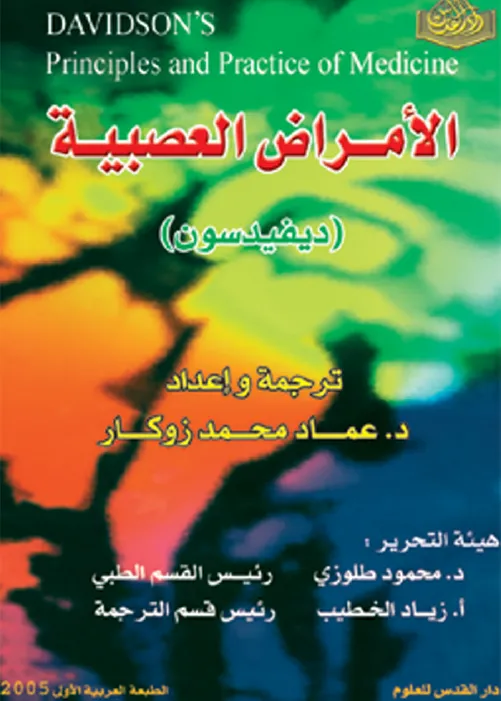 DAVIDSON'S
Principles and Practice of Medicine
الأمراض العصبية
(ديفيدسون)
ترجمة وإعداد
د. عماد محمد زوكار
هيئة التحرير :
د. محمود طلوزي رئيس القسم الطبي
أ. زياد الخطيب رئيس قسم الترجمة
دار القدس للعلوم الطبعة العربية الأولى 2005